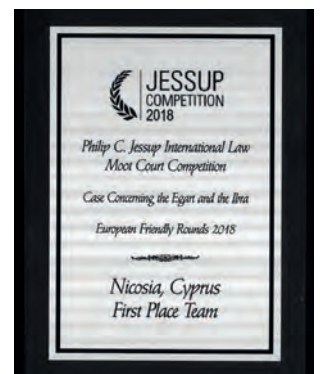 JESSUP
COMPETITION
2018
Philip C. Jessup International Law
Moot Court Competition
Case Concerning the Egart and the Ibra
European Friendly Rounds 2018
Nicosia, Cyprus
First Place Team